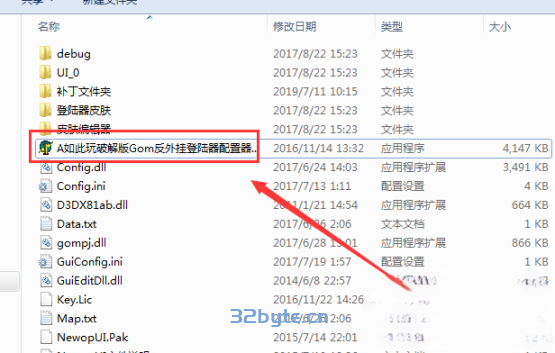 共享 新建文件夹
名称 修改日期 类型 大小
debug 2017/8/22 15:23 文件夹
UI_0 2017/8/22 15:23 文件夹
补丁文件夹 2019/7/11 10:15 文件夹
登陆器皮肤 2017/8/22 15:23 文件夹
皮肤编辑器 2017/8/22 15:23 文件夹
A如此玩破解版Gom反外挂登陆器配置器... 2016/11/14 13:32 应用程序 4,147 KB
Config.dll 2017/6/24 14:03 应用程序扩展 3,491 KB
Config.ini 2017/7/13 1:11 配置设置 4 KB
D3DX81ab.dll 2011/1/21 14:54 应用程序扩展 664 KB
Data.txt 2017/6/26 2:06 文本文档 1 KB
gompj.dll 2017/6/28 13:01 应用程序扩展 866 KB
GuiConfig.ini 2017/7/19 1:57 配置设置 1 KB
GuiEditDll.dll 2014/6/8 22:57
Key.Lic 2016/11/22 14:26
Map.txt 2:06
32byte.cn
NewopUI.Pak 2015/7/14 22:01